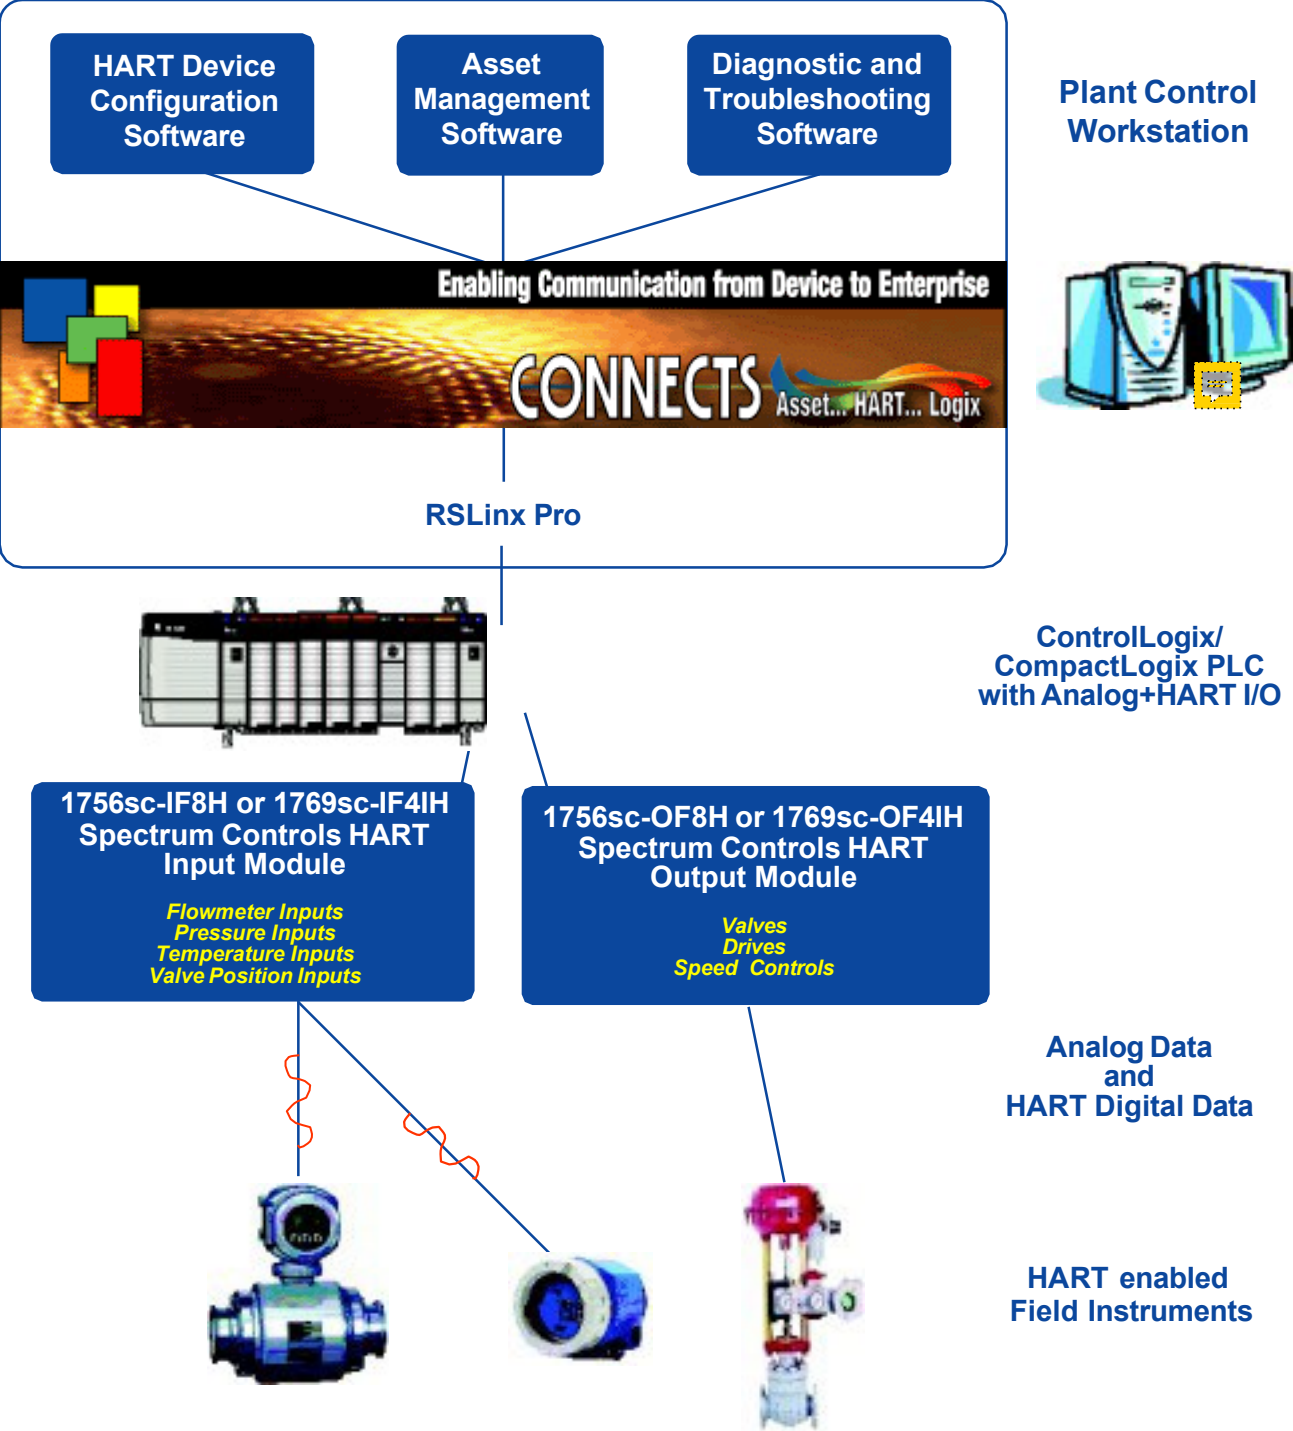 HART Device
Configuration
Software
Asset
Management
Software
Diagnostic and
Troubleshooting
Software
Plant Control
Workstation
Enabling Communication from Device to Enterprise
CONNECTS
Asset... HART... Logix
RSLinx Pro
ControlLogix/
CompactLogix PLC
with Analog+HART I/O
1756sc-IF8H or 1769sc-IF4IH
Spectrum Controls HART
Input Module
Flowmeter Inputs
Pressure Inputs
Temperature Inputs
Valve Position Inputs
1756sc-OF8H or 1769sc-OF4IH
Spectrum Controls HART
Output Module
Valves
Drives
Speed Controls
Analog Data
and
HART Digital Data
HART enabled
Field Instruments